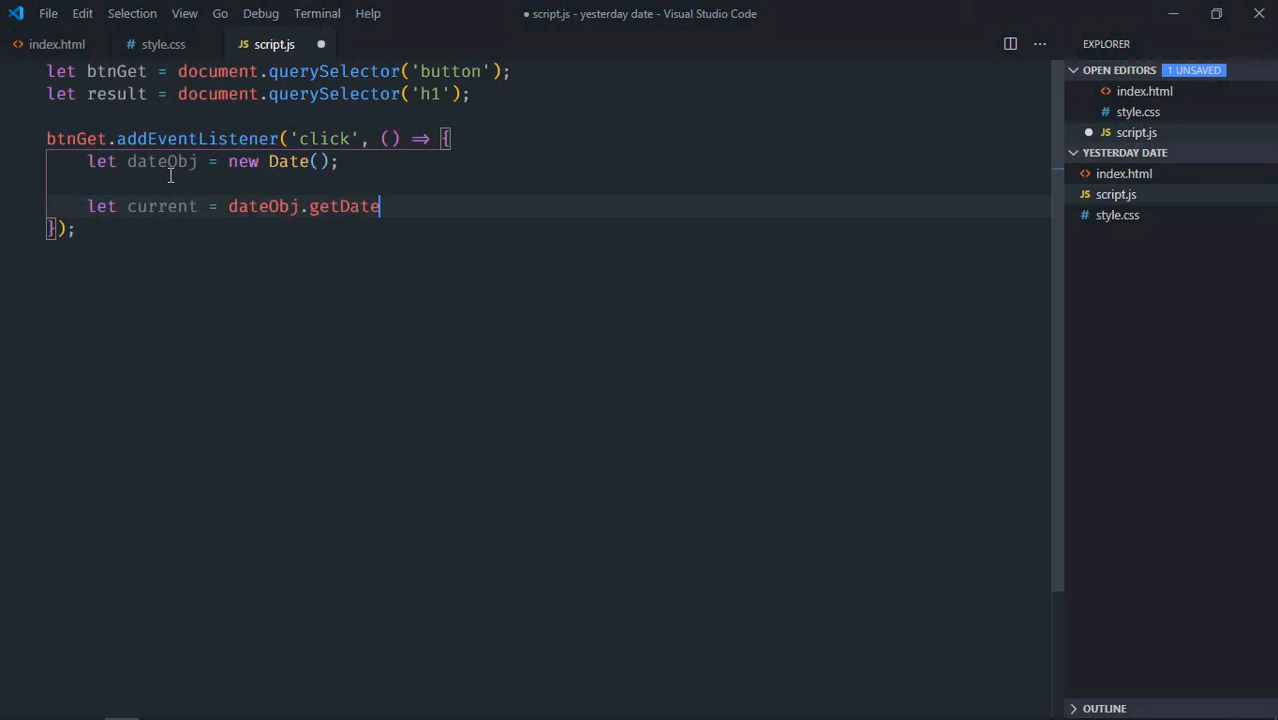 File Edit Selection View Go Debug Terminal Help ● script.js - yesterday date - Visual Studio Code
<> index.html # style.css JS script.js ● EXPLORER
let btnGet = document.querySelector('button');
let result = document.querySelector('h1');
btnGet.addEventListener('click', () => {
let dateObj = new Date();
let current = dateObj.getDate
});
OPEN EDITORS 1 UNSAVED
<> index.html
# style.css
● JS script.js
YESTERDAY DATE
<> index.html
JS script.js
# style.css
OUTLINE